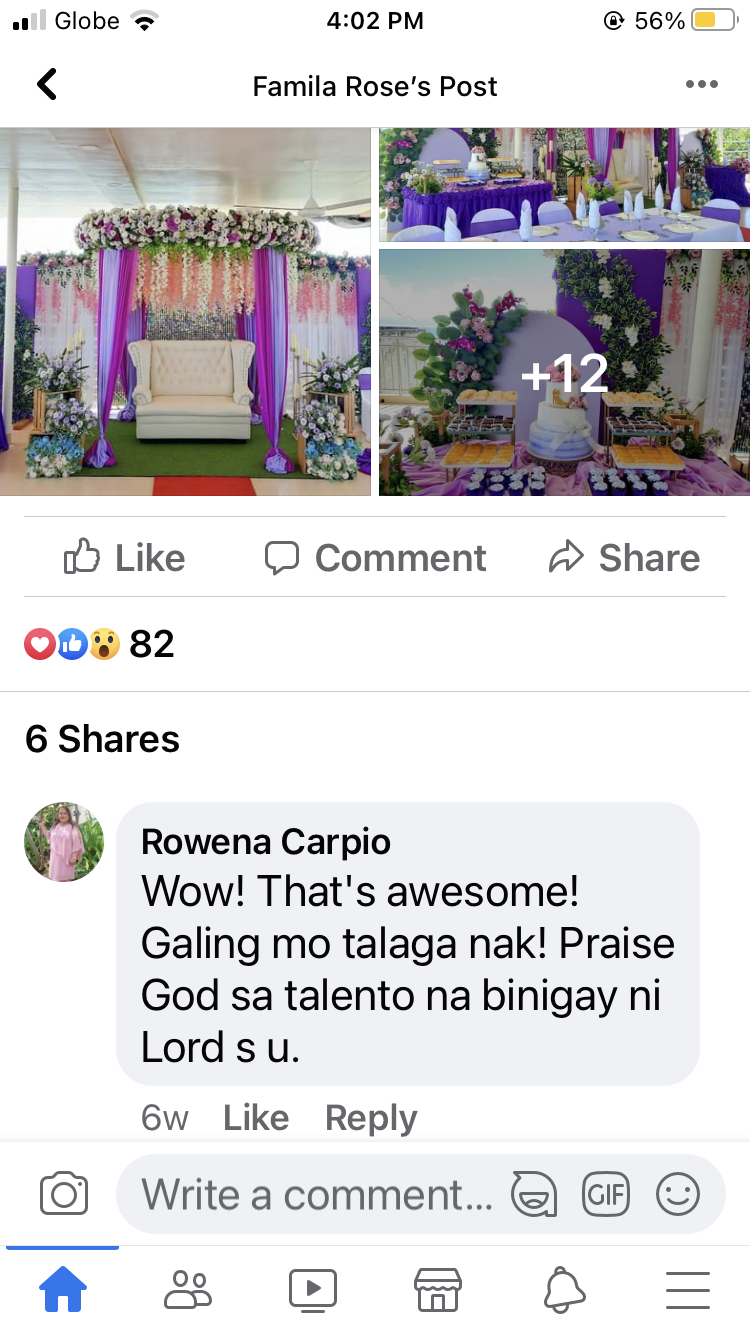 Globe 4:02 PM 56%
Famila Rose's Post
+12
Like Comment Share
82
6 Shares
Rowena Carpio
Wow! That's awesome!
Galing mo talaga nak! Praise
God sa talento na binigay ni
Lord s u.
6w Like Reply
Write a comment... GIF